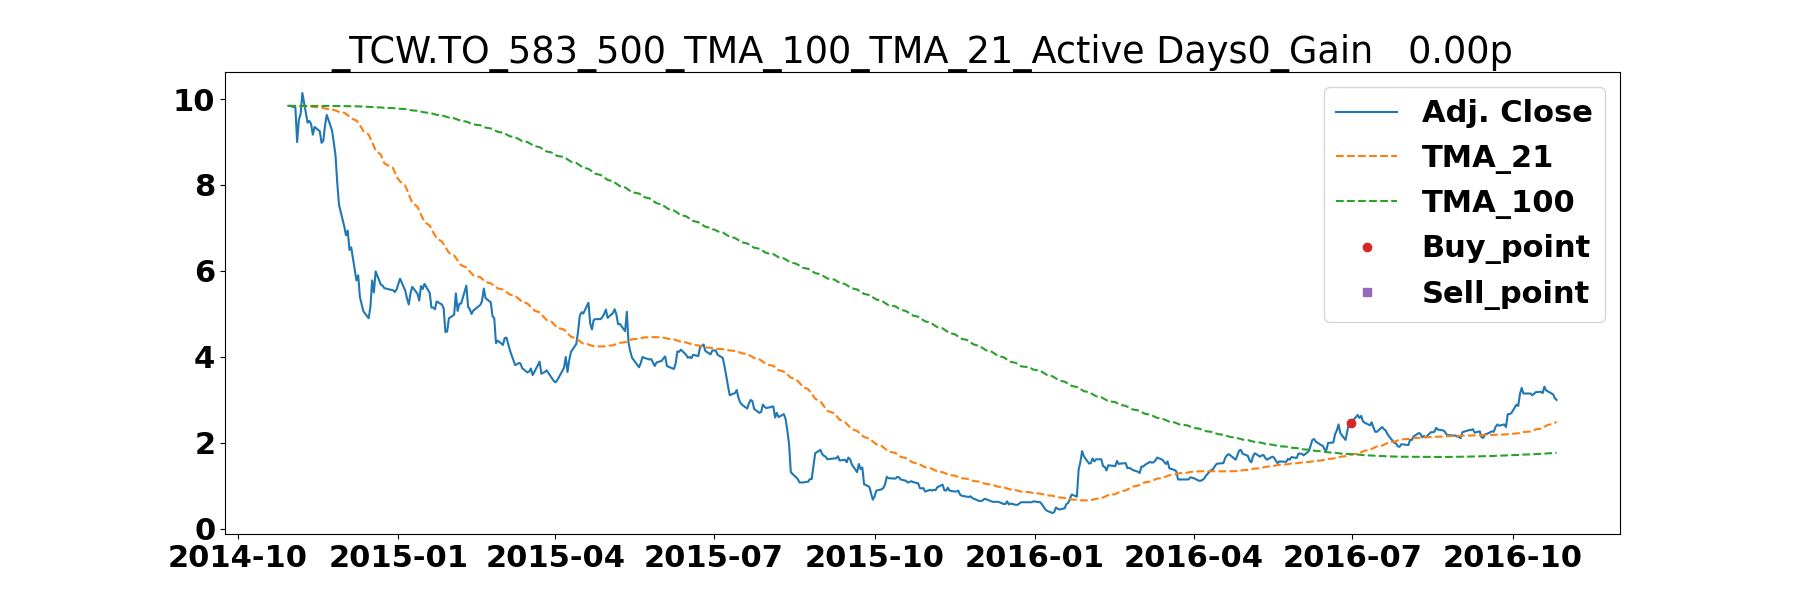 _TCW.TO_583_500_TMA_100_TMA_21_Active Days0_Gain   0.00p
10
8
6
4
2
0
2014-10 2015-01 2015-04 2015-07 2015-10 2016-01 2016-04 2016-07 2016-10
Adj. Close
TMA_21
TMA_100
Buy_point
Sell_point